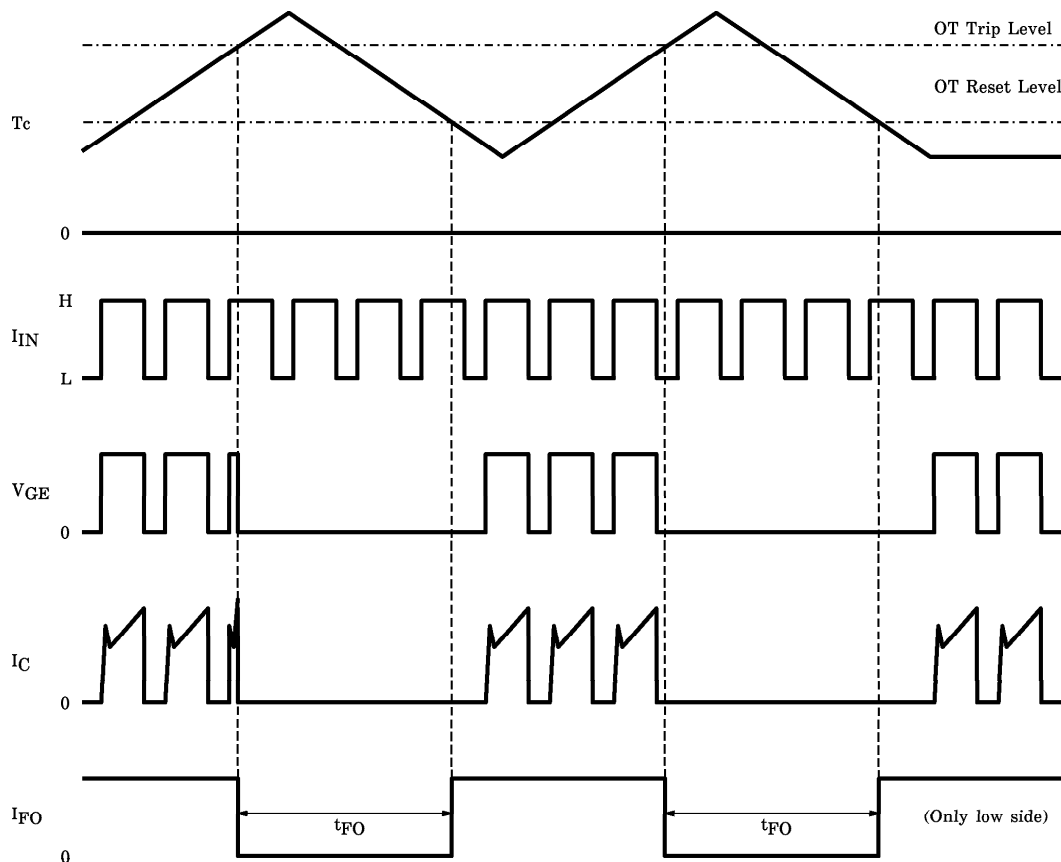 OT Trip Level
OT Reset Level
Tc
0
H
IIN
L
VGE
0
IC
0
IFO
tFO
tFO
(Only low side)
0